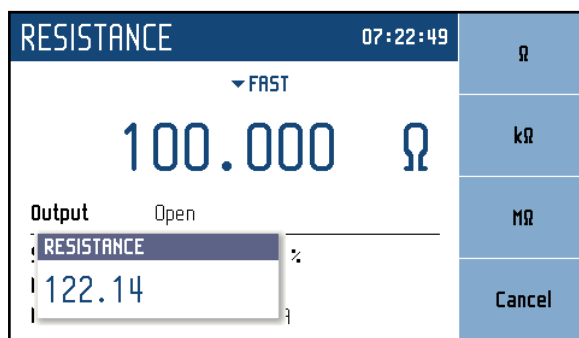 RESISTANCE 07:22:49
FAST
100.000 Ω
Output Open
RESISTANCE
122.14
%
Ω
kΩ
MΩ
Cancel